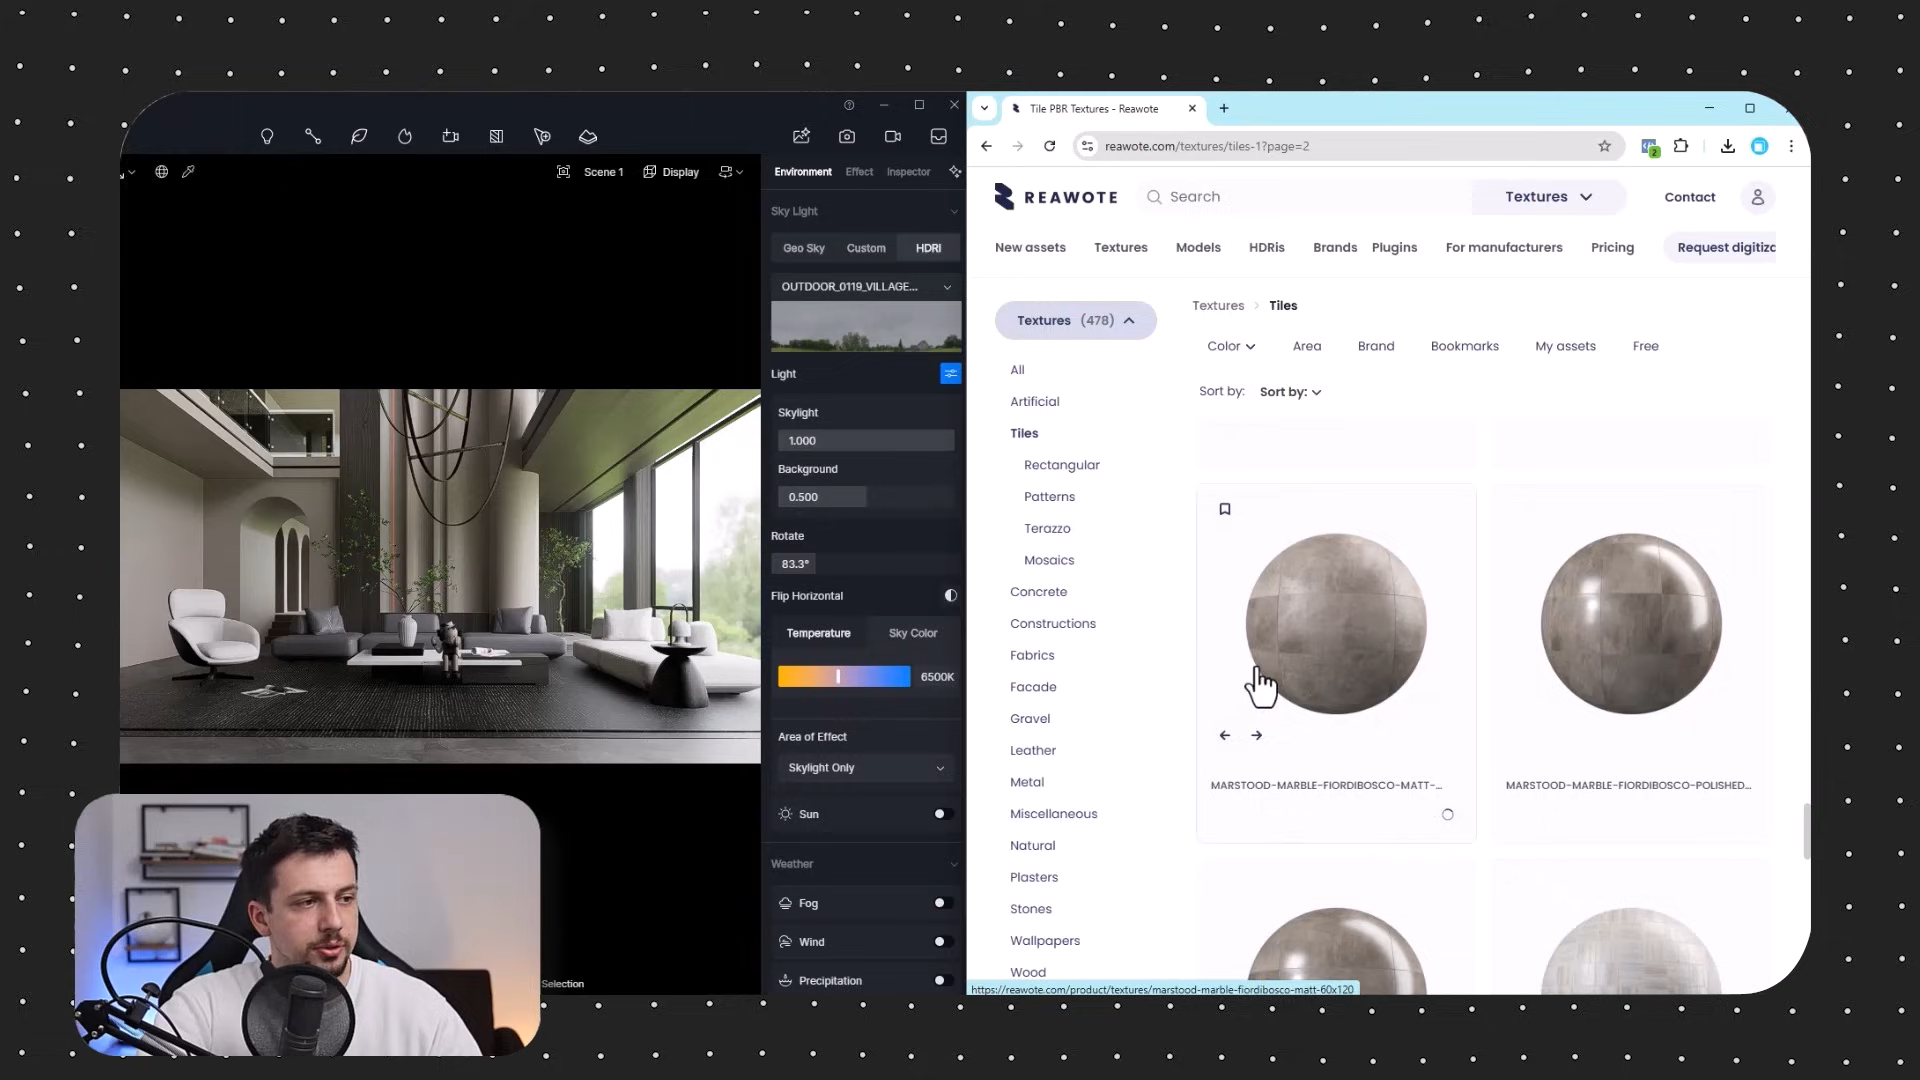 Scene 1
Display
Environment
Effect
Inspector
Sky Light
Geo Sky
Custom
HDRI
OUTDOOR_0119_VILLAGE...
Light
Skylight
1.000
Background
0.500
Rotate
83.3°
Flip Horizontal
Temperature
Sky Color
6500K
Area of Effect
Skylight Only
Sun
Weather
Fog
Wind
Precipitation
Selection
Tile PBR Textures - Reawote
reawote.com/textures/tiles-1?page=2
2
REAWOTE
Search
Textures
Contact
New assets
Textures
Models
HDRis
Brands
Plugins
For manufacturers
Pricing
Request digitiza
Textures (478)
All
Artificial
Tiles
Rectangular
Patterns
Terazzo
Mosaics
Concrete
Constructions
Fabrics
Facade
Gravel
Leather
Metal
Miscellaneous
Natural
Plasters
Stones
Wallpapers
Wood
Textures
Tiles
Color
Area
Brand
Bookmarks
My assets
Free
Sort by:
Sort by:
MARSTOOD-MARBLE-FIORDIBOSCO-MATT-...
MARSTOOD-MARBLE-FIORDIBOSCO-POLISHED...
https://reawote.com/product/textures/marstood-marble-fiordibosco-matt-60x120